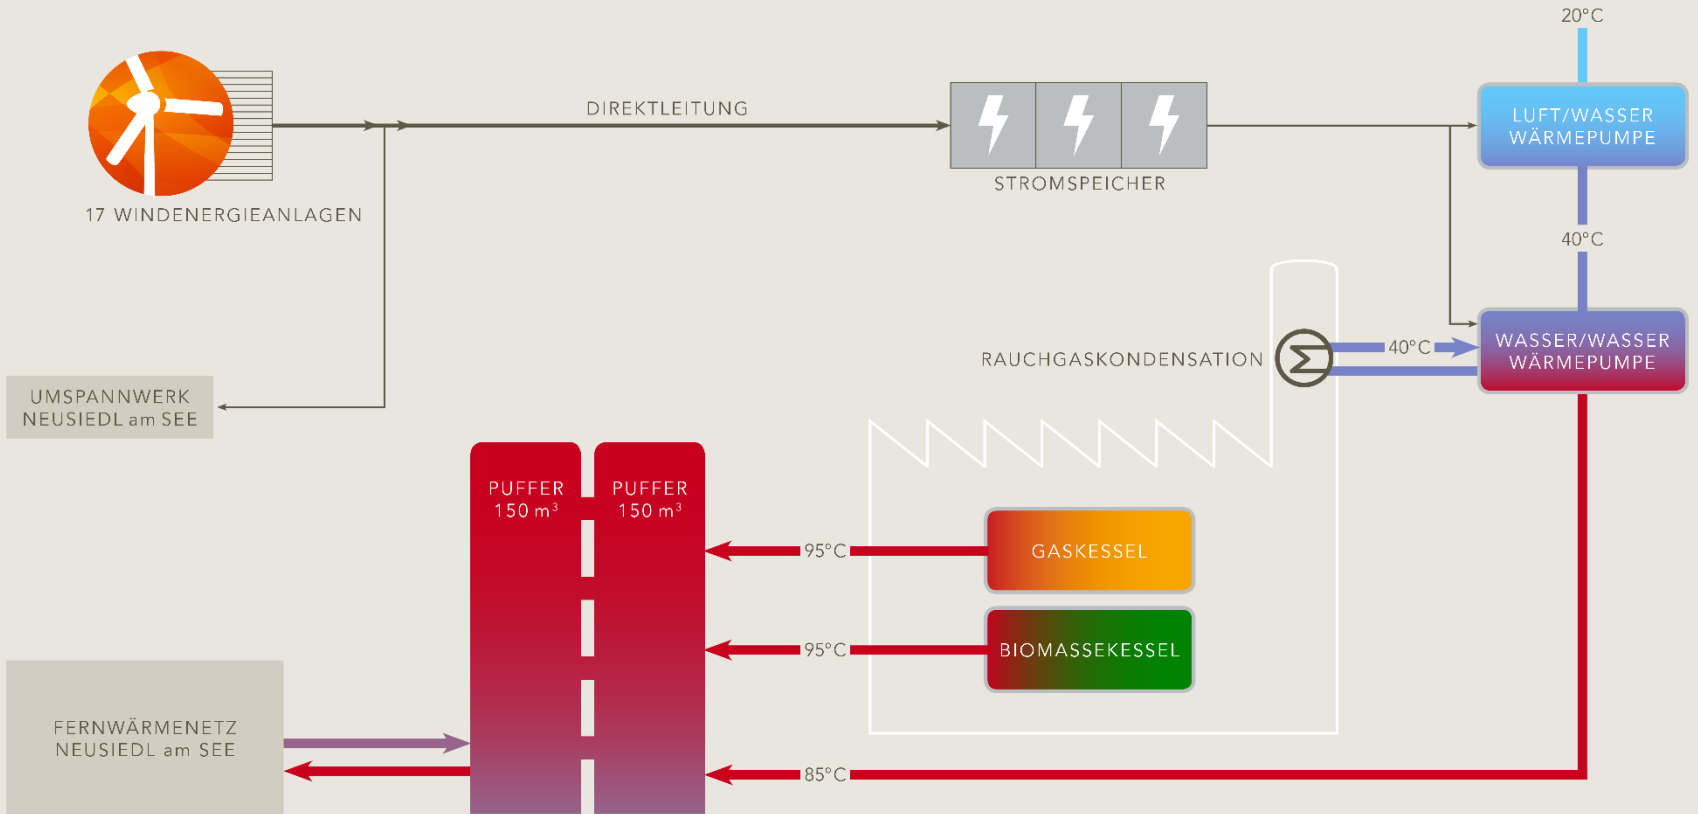 20°C
DIREKTLEITUNG
LUFT/WASSER
WÄRMEPUMPE
STROMSPEICHER
17 WINDENERGIEANLAGEN
40°C
RAUCHGASKONDENSATION
40°C
WASSER/WASSER
WÄRMEPUMPE
UMSPANNWERK
NEUSIEDL am SEE
PUFFER
150 m³
PUFFER
150 m³
95°C
GASKESSEL
95°C
BIOMASSEKESSEL
FERNWÄRMENETZ
NEUSIEDL am SEE
85°C